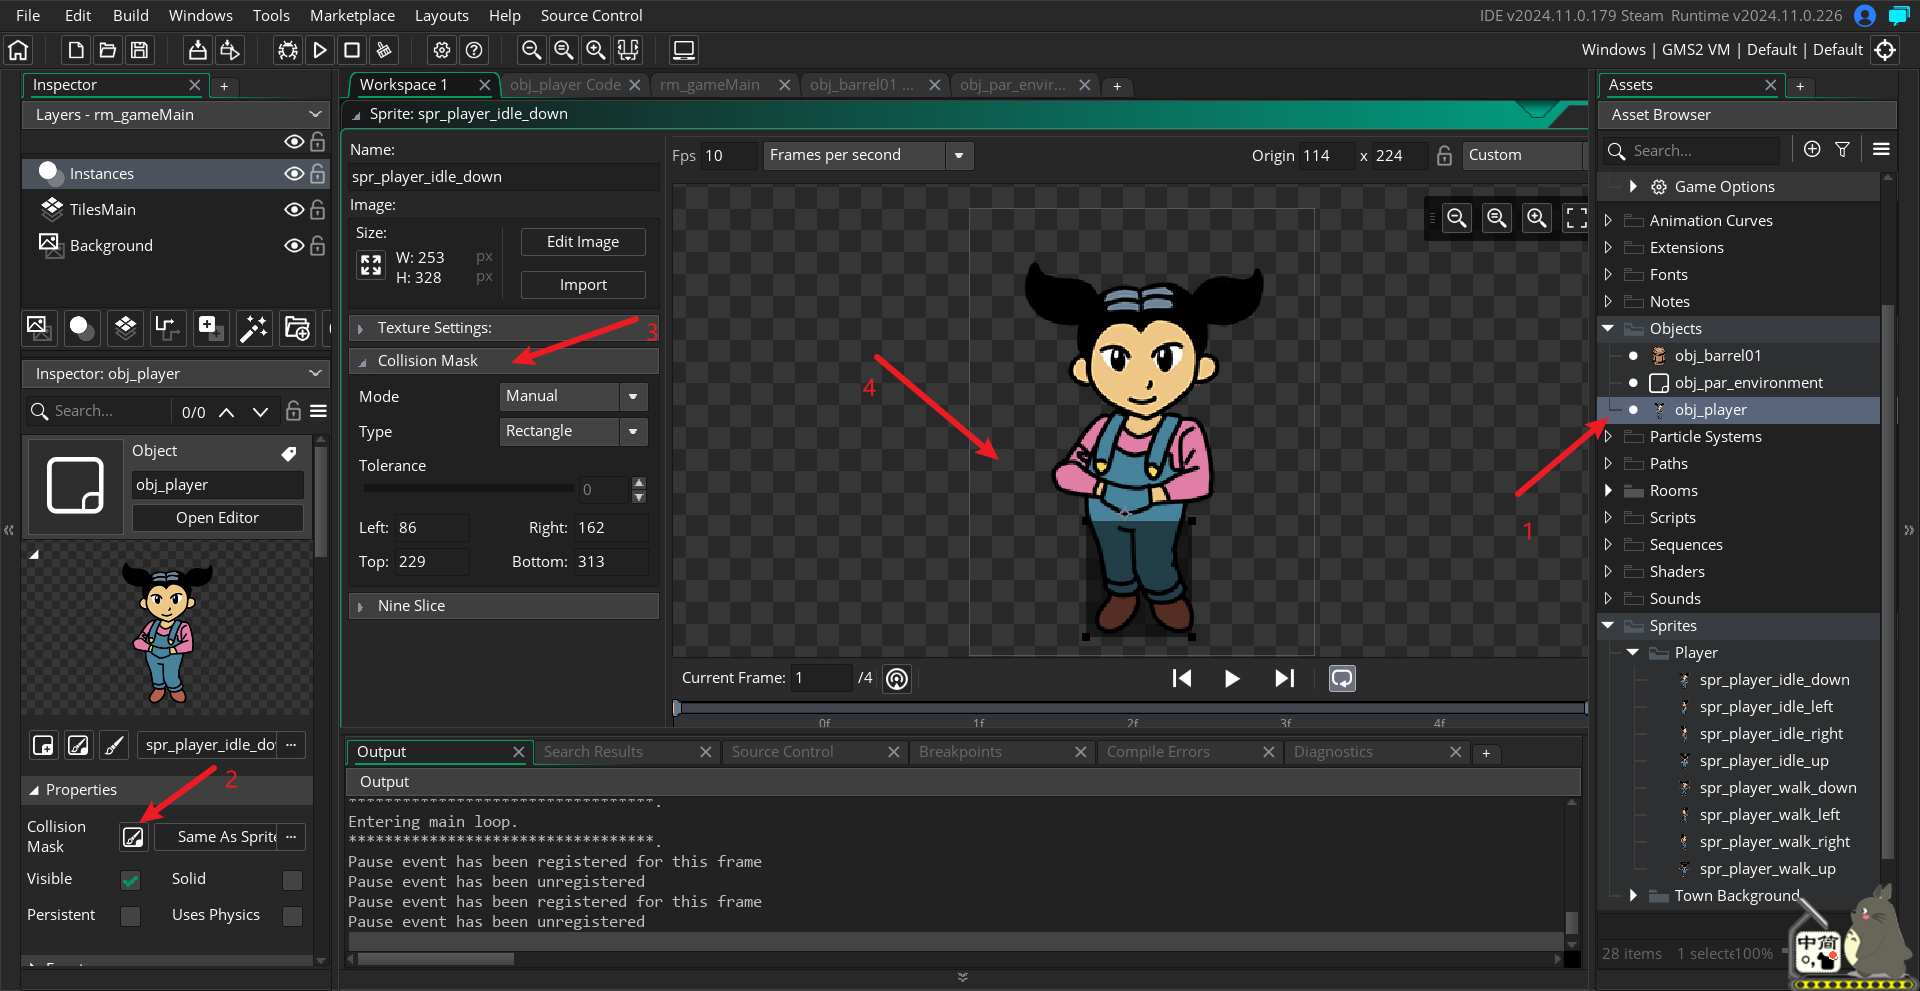 File Edit Build Windows Tools Marketplace Layouts Help Source Control
IDE v2024.11.0.179 Steam Runtime v2024.11.0.226
Windows | GMS2 VM | Default | Default
Inspector
Layers - rm_gameMain
Instances
TilesMain
Background
Inspector: obj_player
Search...
0/0
Object
obj_player
Open Editor
spr_player_idle_do
2
Properties
Collision
Mask
Same As Sprite
Visible
Solid
Persistent
Uses Physics
Workspace 1
obj_player Code
rm_gameMain
obj_barrel01 ...
obj_par_envir...
Sprite: spr_player_idle_down
Name:
spr_player_idle_down
Image:
Size:
W: 253 px
H: 328 px
Edit Image
Import
Texture Settings:
3
Collision Mask
Mode
Manual
Type
Rectangle
Tolerance
0
Left: 86
Right: 162
Top: 229
Bottom: 313
Nine Slice
Fps 10
Frames per second
Origin 114 x 224
Custom
4
Current Frame: 1 /4
0f 1f 2f 3f 4f
Output
Search Results
Source Control
Breakpoints
Compile Errors
Diagnostics
Output
Entering main loop.
*********************************.
Pause event has been registered for this frame
Pause event has been unregistered
Pause event has been registered for this frame
Pause event has been unregistered
Assets
Asset Browser
Search...
Game Options
Animation Curves
Extensions
Fonts
Notes
Objects
obj_barrel01
obj_par_environment
obj_player
Particle Systems
Paths
Rooms
Scripts
1
Sequences
Shaders
Sounds
Sprites
Player
spr_player_idle_down
spr_player_idle_left
spr_player_idle_right
spr_player_idle_up
spr_player_walk_down
spr_player_walk_left
spr_player_walk_right
spr_player_walk_up
Town Background
28 items 1 selecte 100%
中简